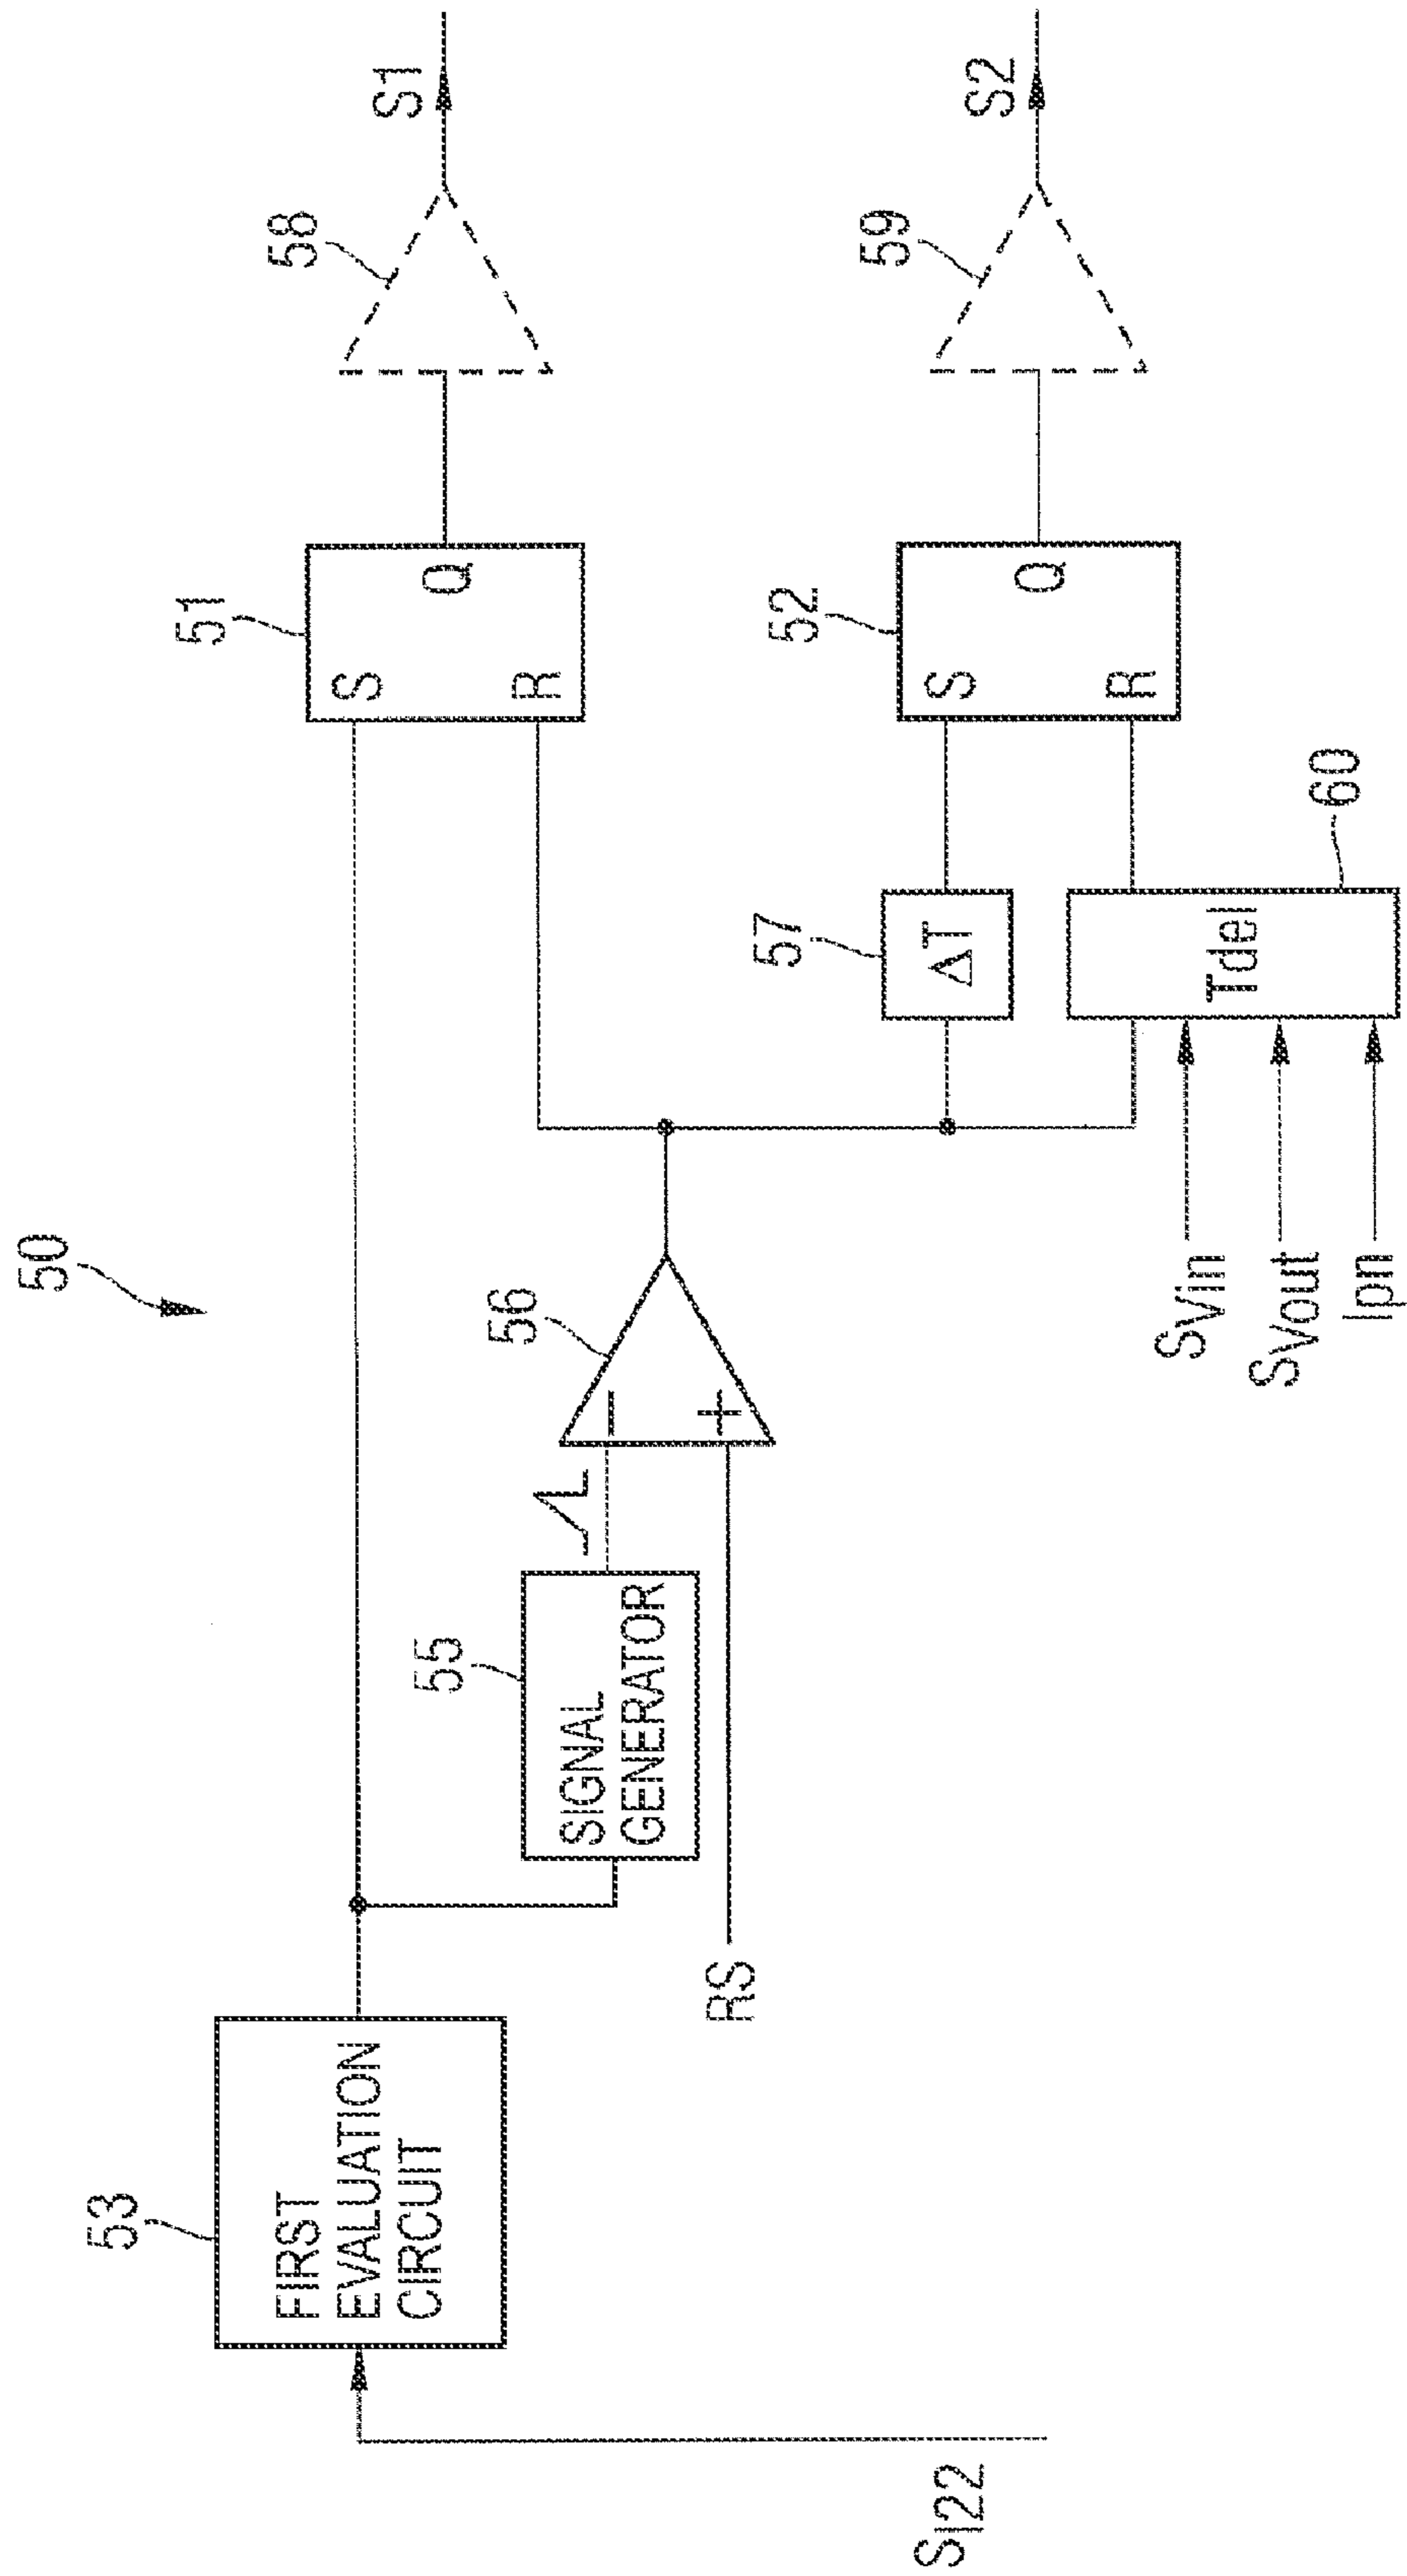 50
53
FIRST
EVALUATION
CIRCUIT
SI22
55
SIGNAL
GENERATOR
RS
56
−
+
51
S
Q
R
58
S1
57
ΔT
52
S
Q
R
59
S2
Tdel
60
SVin
SVout
Ipn